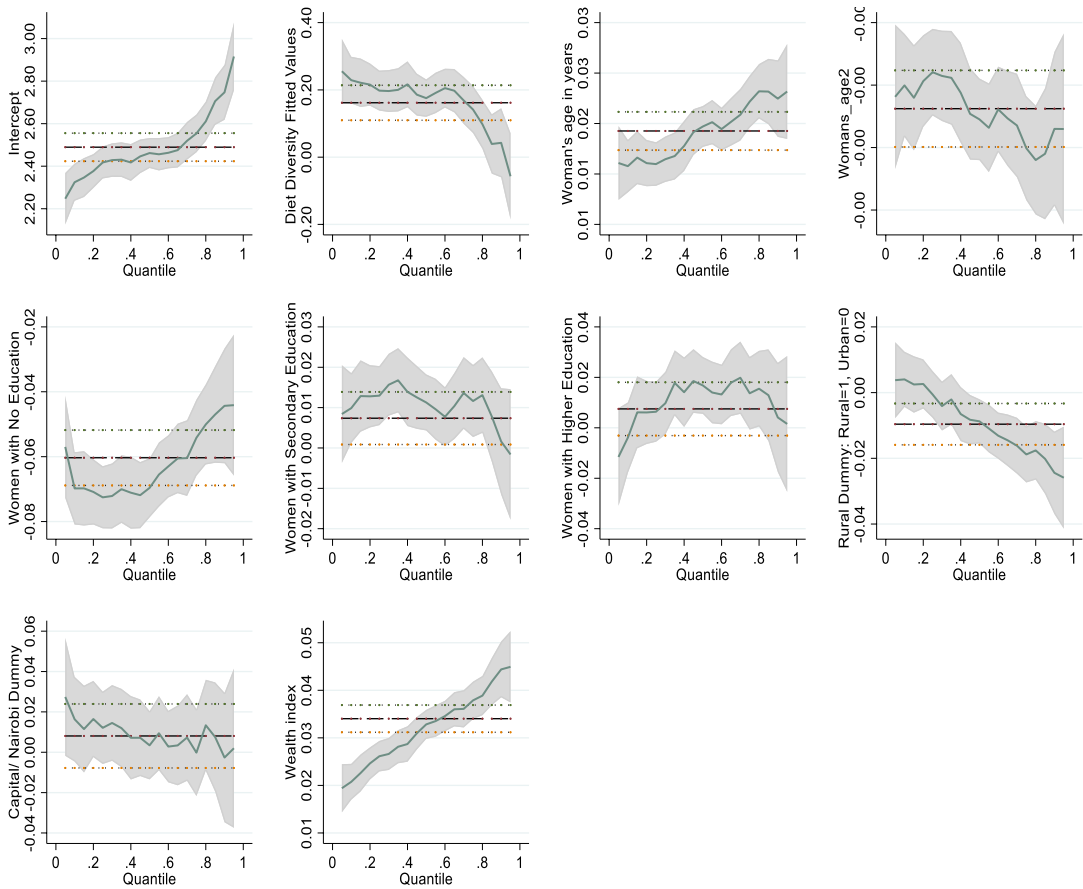 Intercept
3.00
2.80
2.60
2.40
2.20
0 .2 .4 .6 .8 1
Quantile
Diet Diversity Fitted Values
0.40
0.20
0.00
-0.20
0 .2 .4 .6 .8 1
Quantile
Woman's age in years
0.03
0.03
0.02
0.01
0.01
0 .2 .4 .6 .8 1
Quantile
Womans_age2
-0.00
-0.00
-0.00
-0.00
0 .2 .4 .6 .8 1
Quantile
Women with No Education
-0.02
-0.04
-0.06
-0.08
0 .2 .4 .6 .8 1
Quantile
Women with Secondary Education
0.03
0.02
0.01
0.00
-0.01
-0.02
0 .2 .4 .6 .8 1
Quantile
Women with Higher Education
0.04
0.02
0.00
-0.02
-0.04
0 .2 .4 .6 .8 1
Quantile
Rural Dummy: Rural=1, Urban=0
0.02
0.00
-0.02
-0.04
0 .2 .4 .6 .8 1
Quantile
Capital/ Nairobi Dummy
0.06
0.04
0.02
0.00
-0.02
-0.04
0 .2 .4 .6 .8 1
Quantile
Wealth index
0.05
0.04
0.03
0.02
0.01
0 .2 .4 .6 .8 1
Quantile